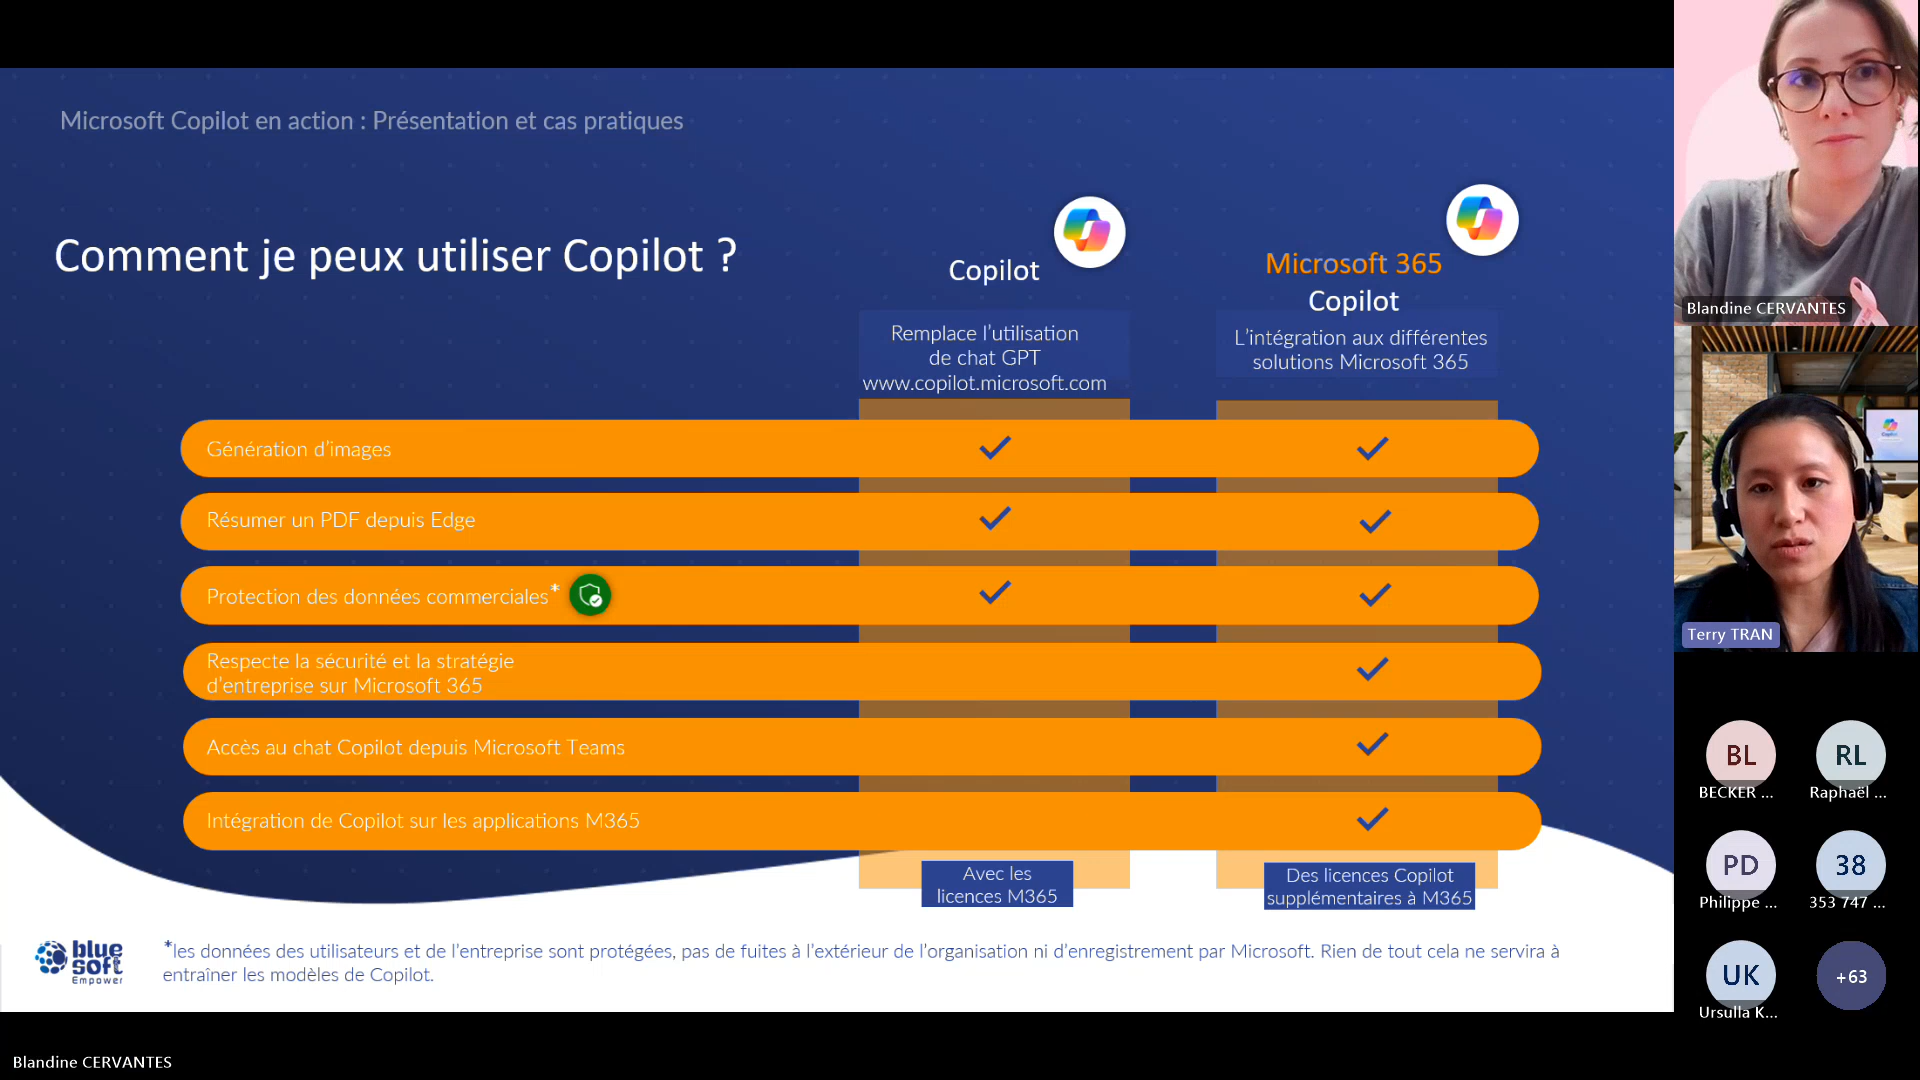 Microsoft Copilot en action : Présentation et cas pratiques
Comment je peux utiliser Copilot ?
Copilot
Remplace l’utilisation
de chat GPT
www.copilot.microsoft.com
Microsoft 365
Copilot
L’intégration aux différentes
solutions Microsoft 365
Génération d’images
Résumer un PDF depuis Edge
Protection des données commerciales*
Respecte la sécurité et la stratégie
d’entreprise sur Microsoft 365
Accès au chat Copilot depuis Microsoft Teams
Intégration de Copilot sur les applications M365
Avec les
licences M365
Des licences Copilot
supplémentaires à M365
blue
soft
Empower
*les données des utilisateurs et de l’entreprise sont protégées, pas de fuites à l’extérieur de l’organisation ni d’enregistrement par Microsoft. Rien de tout cela ne servira à
entraîner les modèles de Copilot.
Blandine CERVANTES
Blandine CERVANTES
Copilot
Terry TRAN
BL
BECKER ...
RL
Raphaël ...
PD
Philippe ...
38
353 747 ...
UK
Ursulla K...
+63